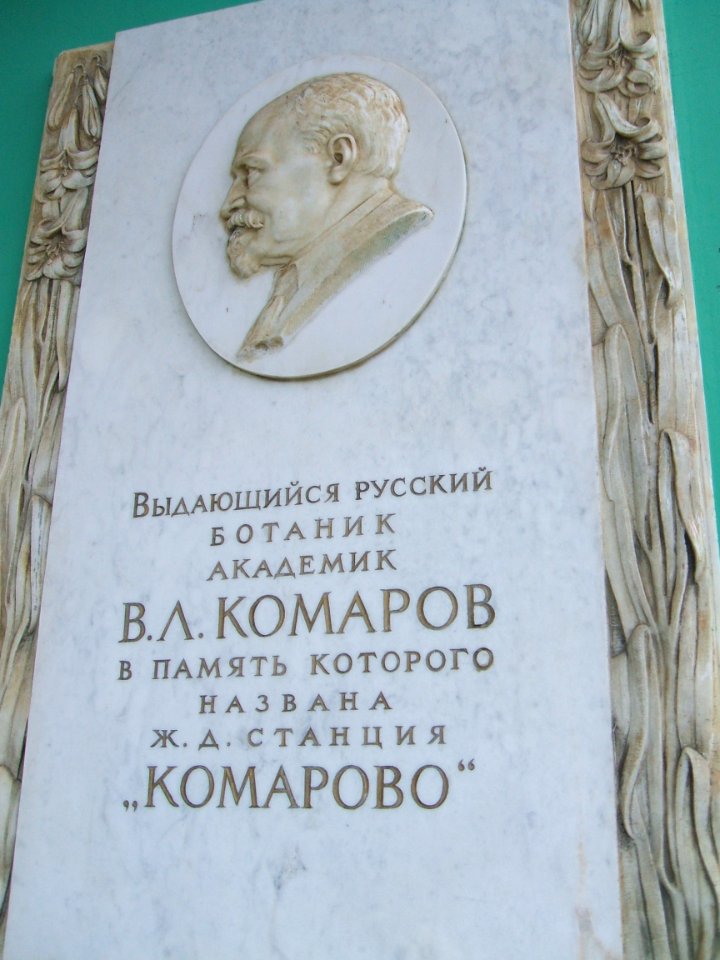 Выдающийся русский
ботаник
академик
В.Л. КОМАРОВ
в память которого
названа
ж.д. станция
„КОМАРОВО“